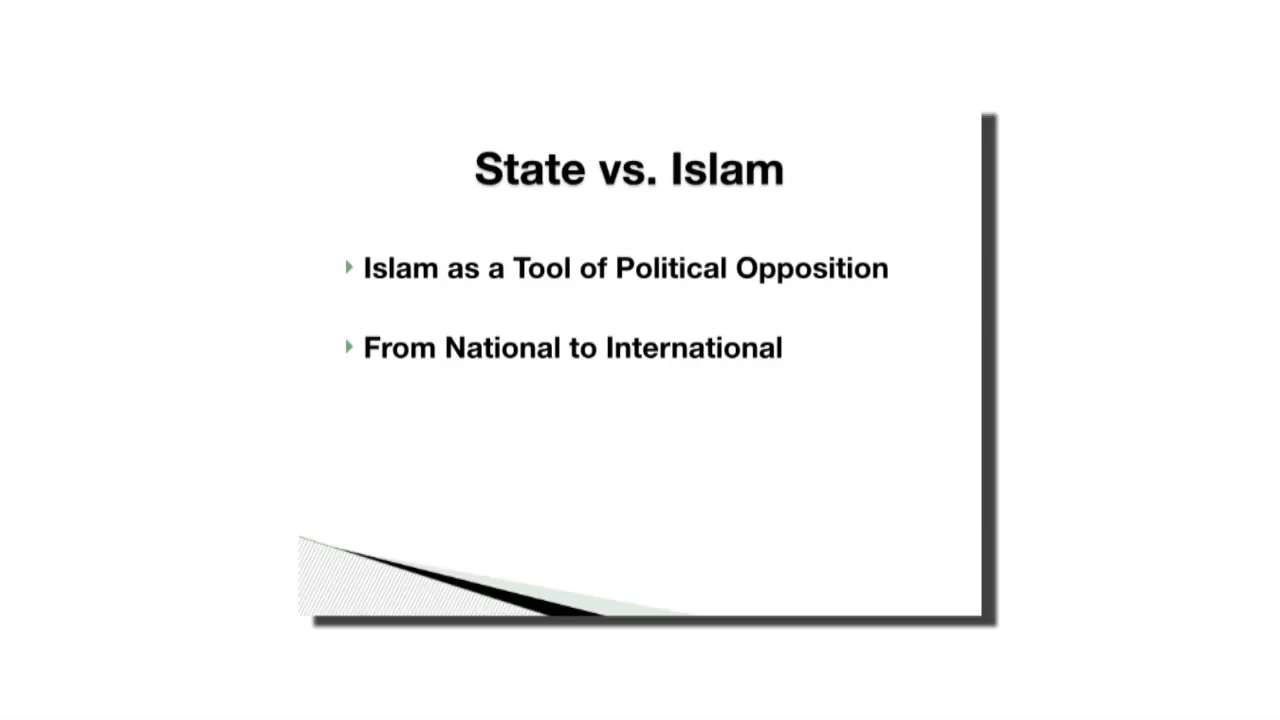 State vs. Islam
Islam as a Tool of Political Opposition
From National to International